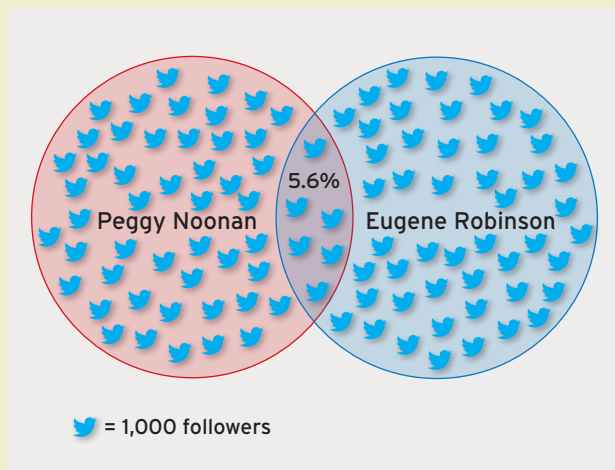 5.6%
Peggy Noonan
Eugene Robinson
= 1,000 followers